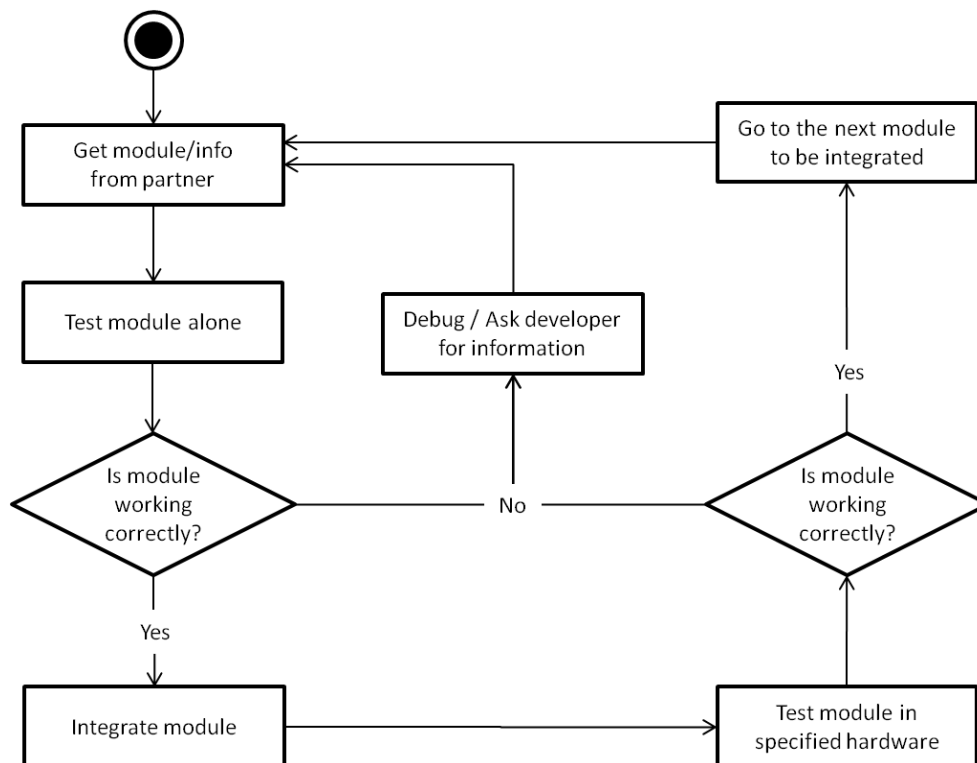 Get module/info
from partner
Go to the next module
to be integrated
Test module alone
Debug / Ask developer
for information
Yes
Is module
working
correctly?
No
Is module
working
correctly?
Yes
Integrate module
Test module in
specified hardware